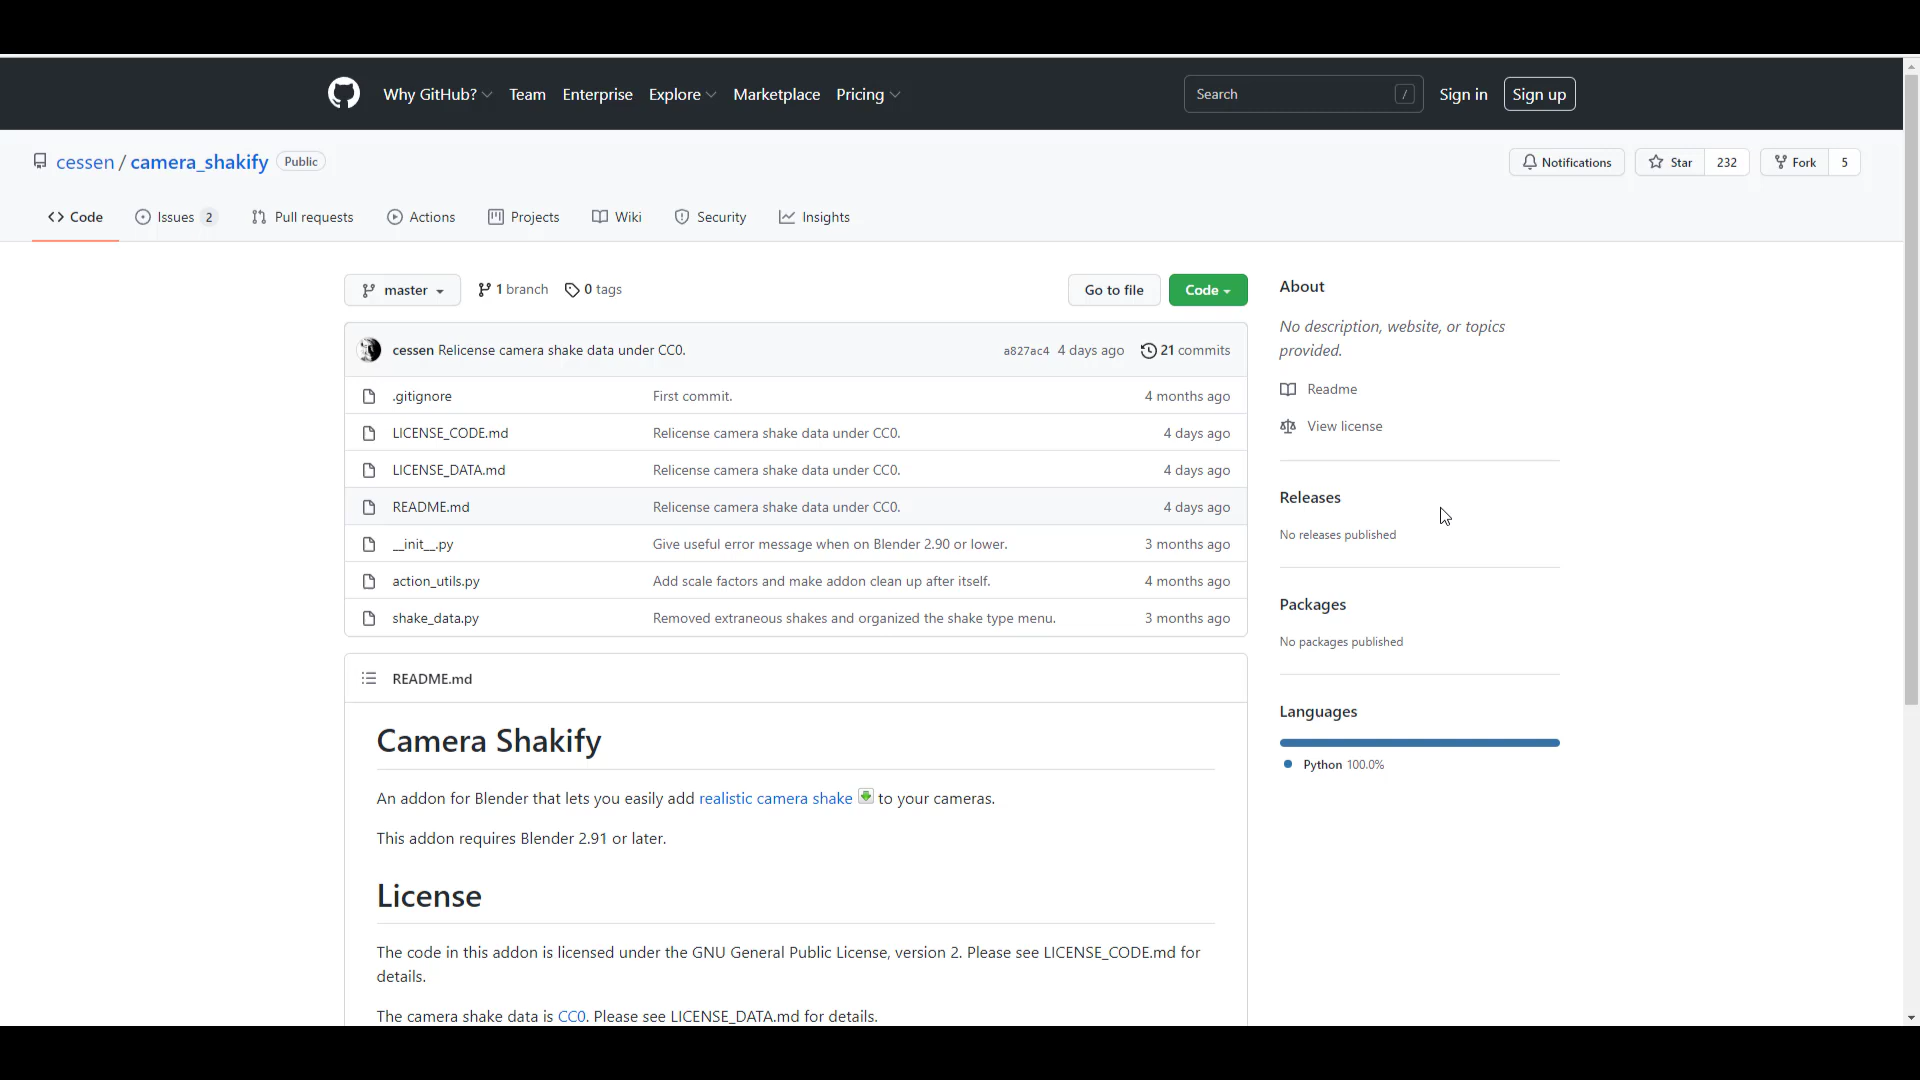 Why GitHub? Team Enterprise Explore Marketplace Pricing Search / Sign in Sign up
cessen / camera_shakify Public Notifications Star 232 Fork 5
Code Issues 2 Pull requests Actions Projects Wiki Security Insights
master 1 branch 0 tags Go to file Code
About
No description, website, or topics
provided.
Readme
View license
Releases
No releases published
Packages
No packages published
Languages
Python 100.0%
cessen Relicense camera shake data under CC0. a827ac4 4 days ago 21 commits
.gitignore First commit. 4 months ago
LICENSE_CODE.md Relicense camera shake data under CC0. 4 days ago
LICENSE_DATA.md Relicense camera shake data under CC0. 4 days ago
README.md Relicense camera shake data under CC0. 4 days ago
__init__.py Give useful error message when on Blender 2.90 or lower. 3 months ago
action_utils.py Add scale factors and make addon clean up after itself. 4 months ago
shake_data.py Removed extraneous shakes and organized the shake type menu. 3 months ago
README.md
Camera Shakify
An addon for Blender that lets you easily add realistic camera shake to your cameras.
This addon requires Blender 2.91 or later.
License
The code in this addon is licensed under the GNU General Public License, version 2. Please see LICENSE_CODE.md for
details.
The camera shake data is CC0. Please see LICENSE_DATA.md for details.